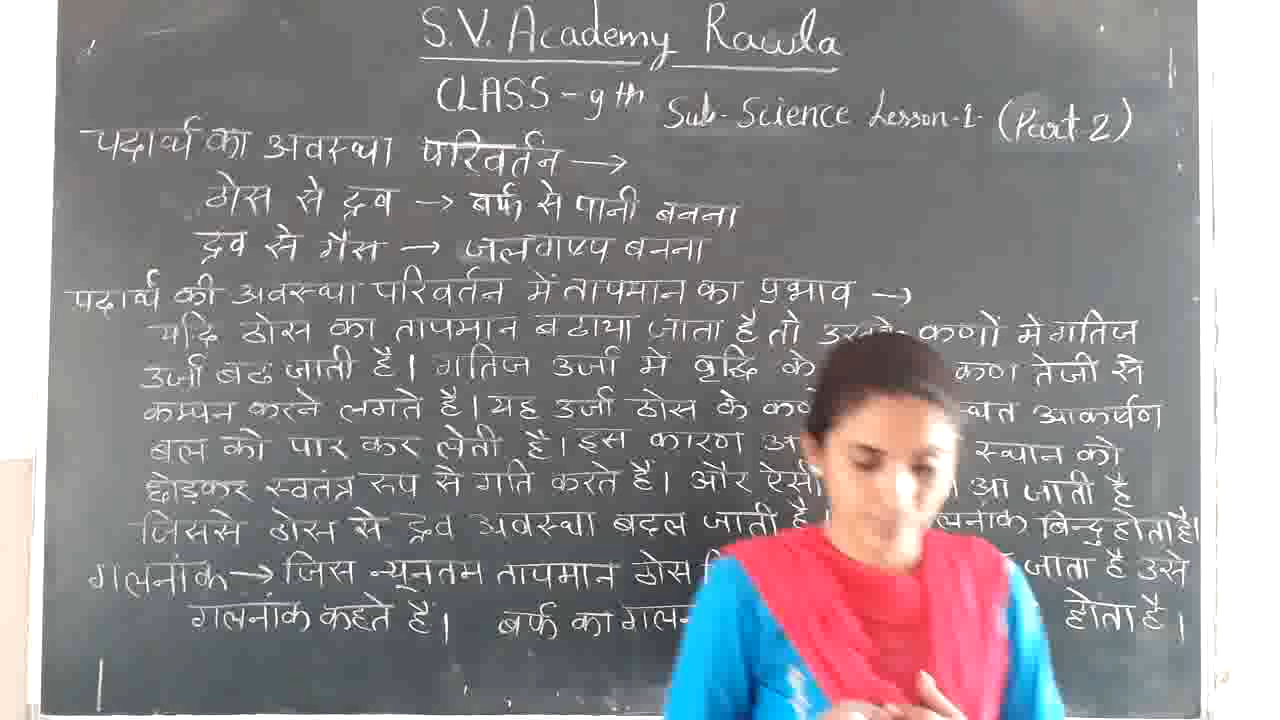 S.V. Academy Rawla
CLASS - 9th Sub- Science Lesson-1- (Part 2)
पदार्थ का अवस्था परिवर्तन →
ठोस से द्रव → बर्फ से पानी बनना
द्रव से गैस → जलवाष्प बनना
पदार्थ की अवस्था परिवर्तन में तापमान का प्रभाव →
यदि ठोस का तापमान बढाया जाता है तो कणों मे गतिज
उर्जा बढ जाती है। गतिज उर्जा में वृद्धि के कण तेजी से
कम्पन करने लगते है। यह उर्जा ठोस के आकर्षण
बल को पार कर लेती है। इस कारण स्थान को
छोड़कर स्वतंत्र रूप से गति करते हैं। और ऐसी आ जाती है
जिससे ठोस से द्रव अवस्था बदल जाती है बिन्दु होता है।
गलनांक → जिस न्यूनतम तापमान ठोस जाता है उसे
गलनांक कहते हैं। बर्फ का होता है।